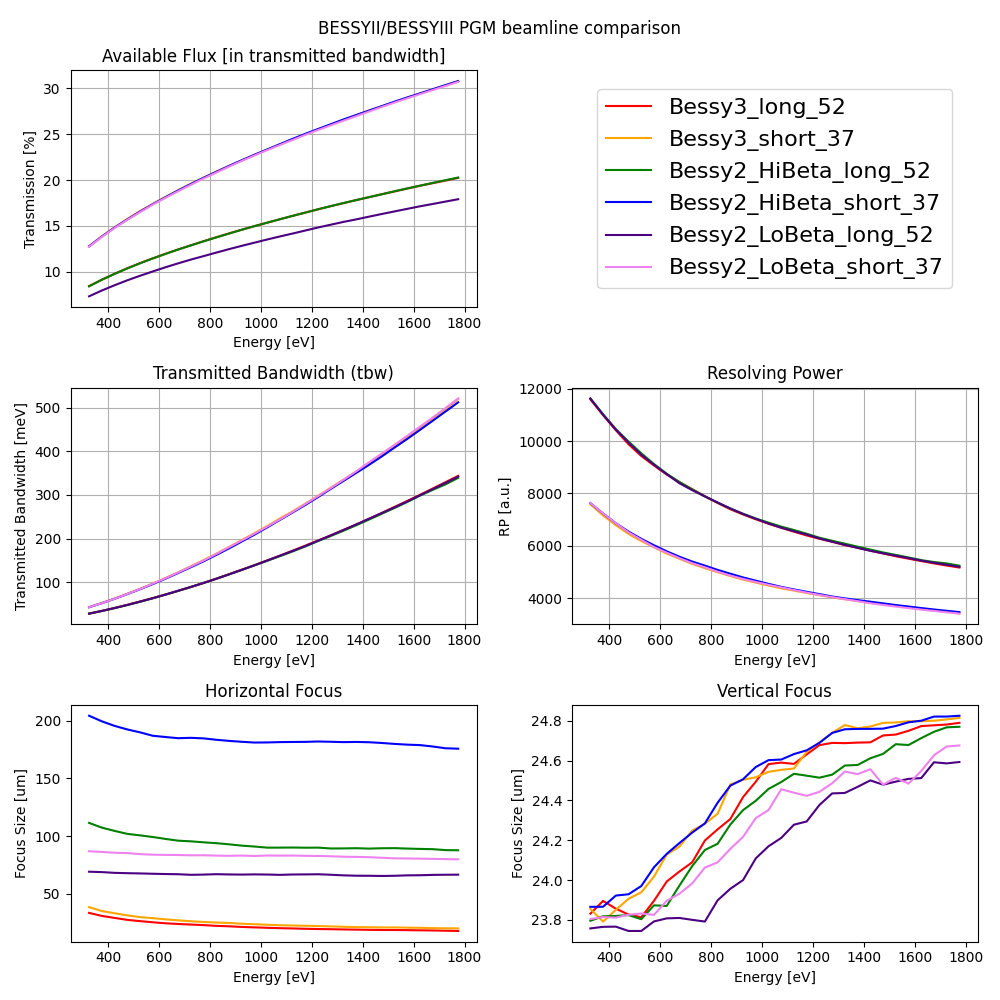 BESSYII/BESSYIII PGM beamline comparison
Available Flux [in transmitted bandwidth]
Transmission [%]
30
25
20
15
10
400 600 800 1000 1200 1400 1600 1800
Energy [eV]
Bessy3_long_52
Bessy3_short_37
Bessy2_HiBeta_long_52
Bessy2_HiBeta_short_37
Bessy2_LoBeta_long_52
Bessy2_LoBeta_short_37
Transmitted Bandwidth (tbw)
Transmitted Bandwidth [meV]
500
400
300
200
100
400 600 800 1000 1200 1400 1600 1800
Energy [eV]
Resolving Power
RP [a.u.]
12000
10000
8000
6000
4000
400 600 800 1000 1200 1400 1600 1800
Energy [eV]
Horizontal Focus
Focus Size [um]
200
150
100
50
400 600 800 1000 1200 1400 1600 1800
Energy [eV]
Vertical Focus
Focus Size [um]
24.8
24.6
24.4
24.2
24.0
23.8
400 600 800 1000 1200 1400 1600 1800
Energy [eV]